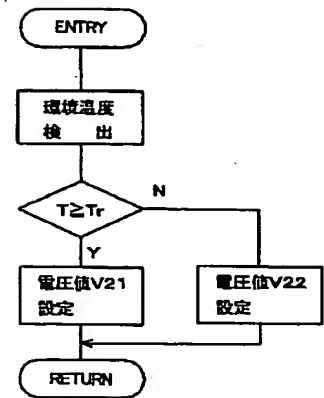 ENTRY
環境温度
検 出
T≧Tr
N
Y
電圧値V21
設定
電圧値V22
設定
RETURN